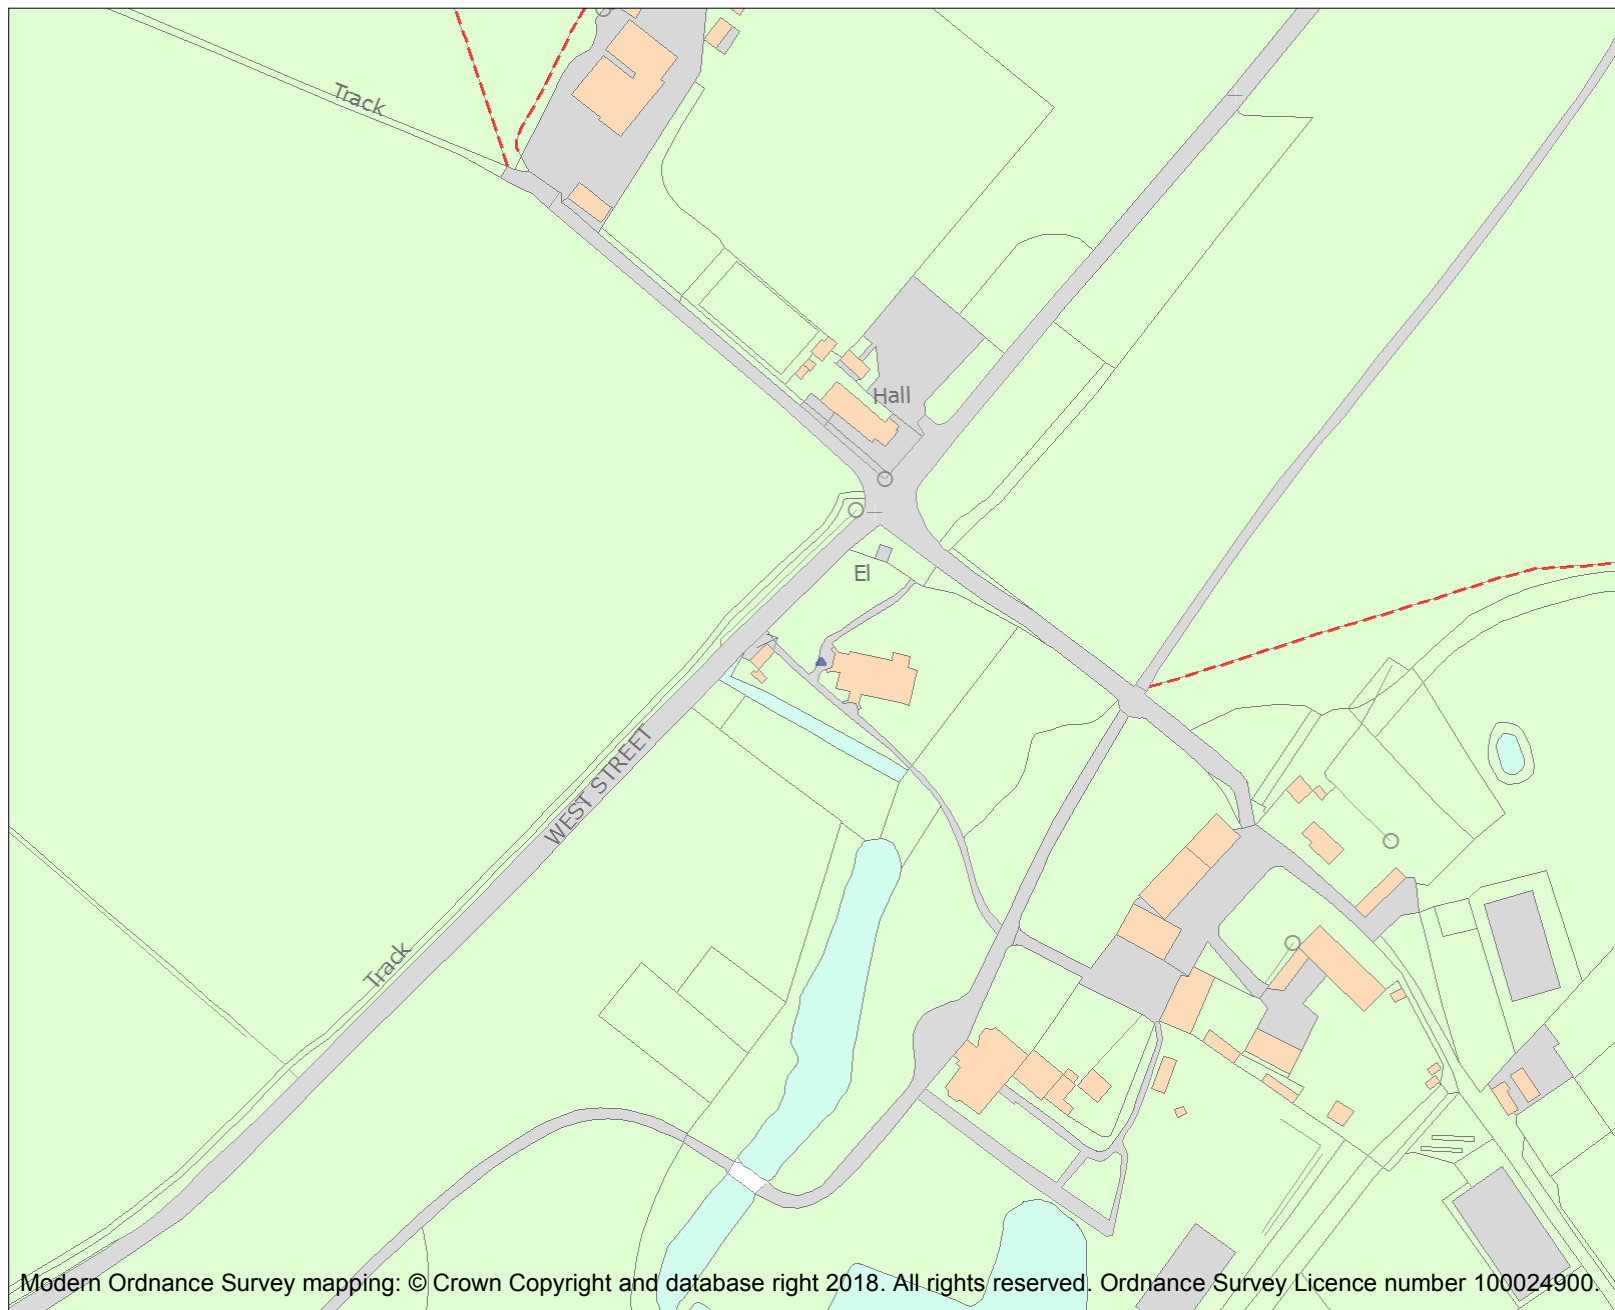 Track
Hall
El
WEST STREET
Track
Modern Ordnance Survey mapping: © Crown Copyright and database right 2018. All rights reserved. Ordnance Survey Licence number 100024900.